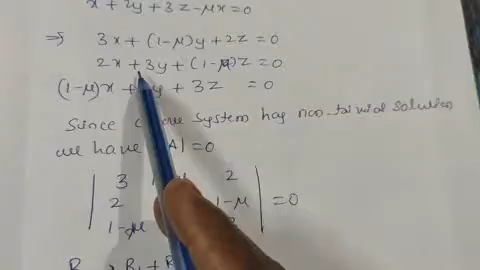 x + 2y + 3z - μx = 0
⇒ 3x + (1-μ)y + 2z = 0
2x + 3y + (1-μ)z = 0
(1-μ)x + y + 3z = 0
Since system has non-trivial solution
we have |A| = 0
| 3 2 |
| 2 1-μ | = 0
| 1-μ |